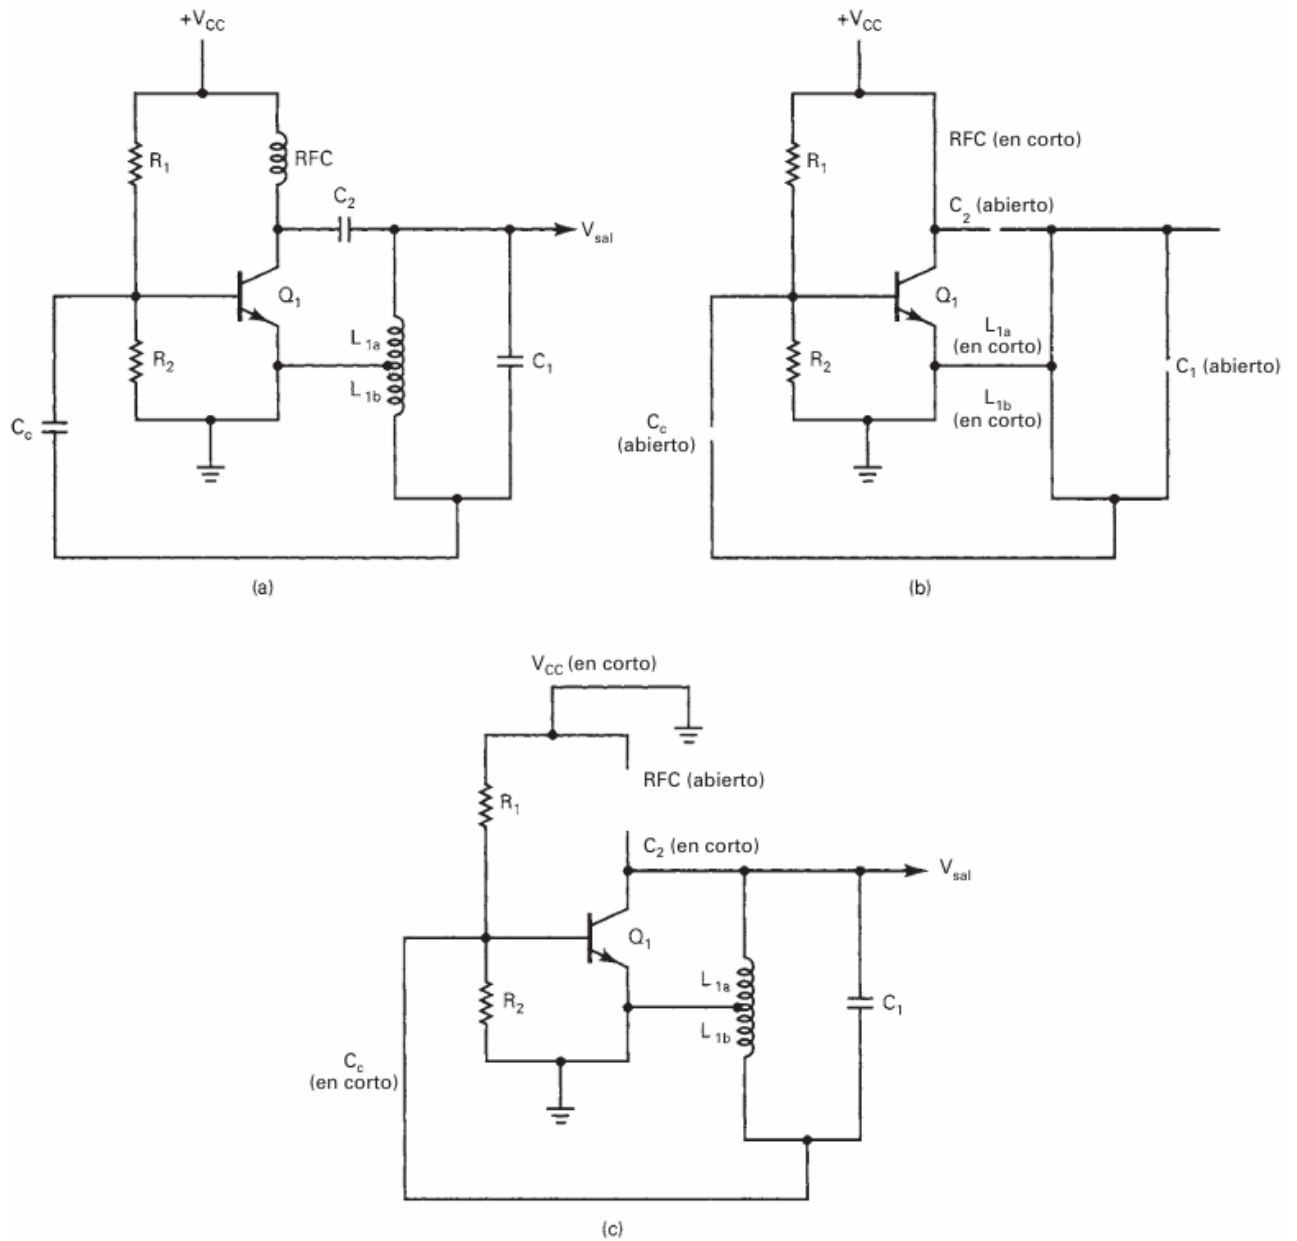 +V_CC
R_1
RFC
C_2
V_sal
Q_1
R_2
L_1a
L_1b
C_1
C_c
(a)
+V_CC
RFC (en corto)
R_1
C_2 (abierto)
Q_1
L_1a
(en corto)
R_2
C_1 (abierto)
L_1b
(en corto)
C_c
(abierto)
(b)
V_CC (en corto)
RFC (abierto)
R_1
C_2 (en corto)
V_sal
Q_1
L_1a
R_2
C_1
L_1b
C_c
(en corto)
(c)